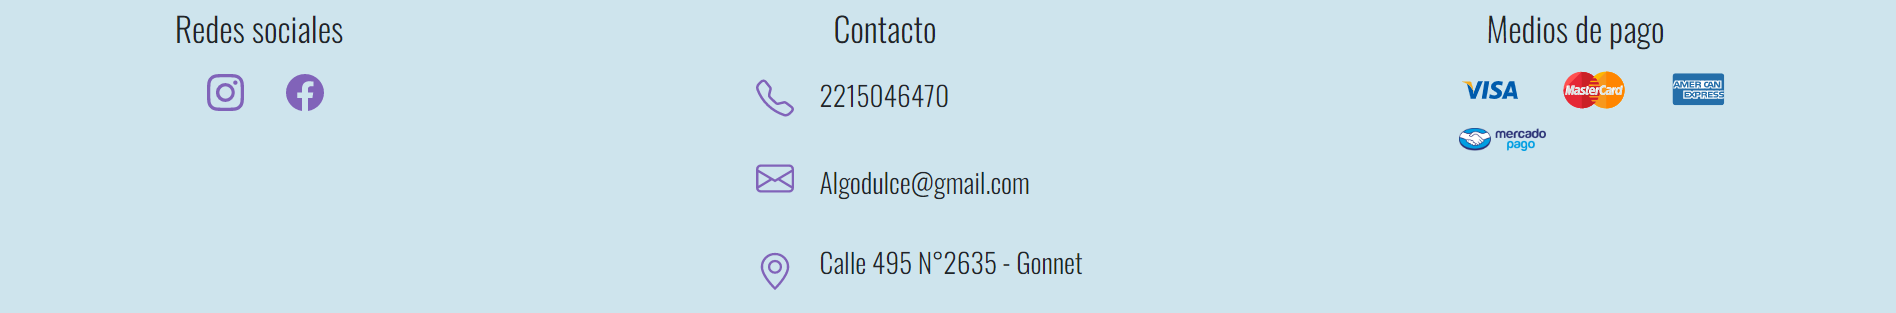 Redes sociales
Contacto
2215046470
Algodulce@gmail.com
Calle 495 N°2635 - Gonnet
Medios de pago
VISA
MasterCard
AMERICAN
EXPRESS
mercado
pago